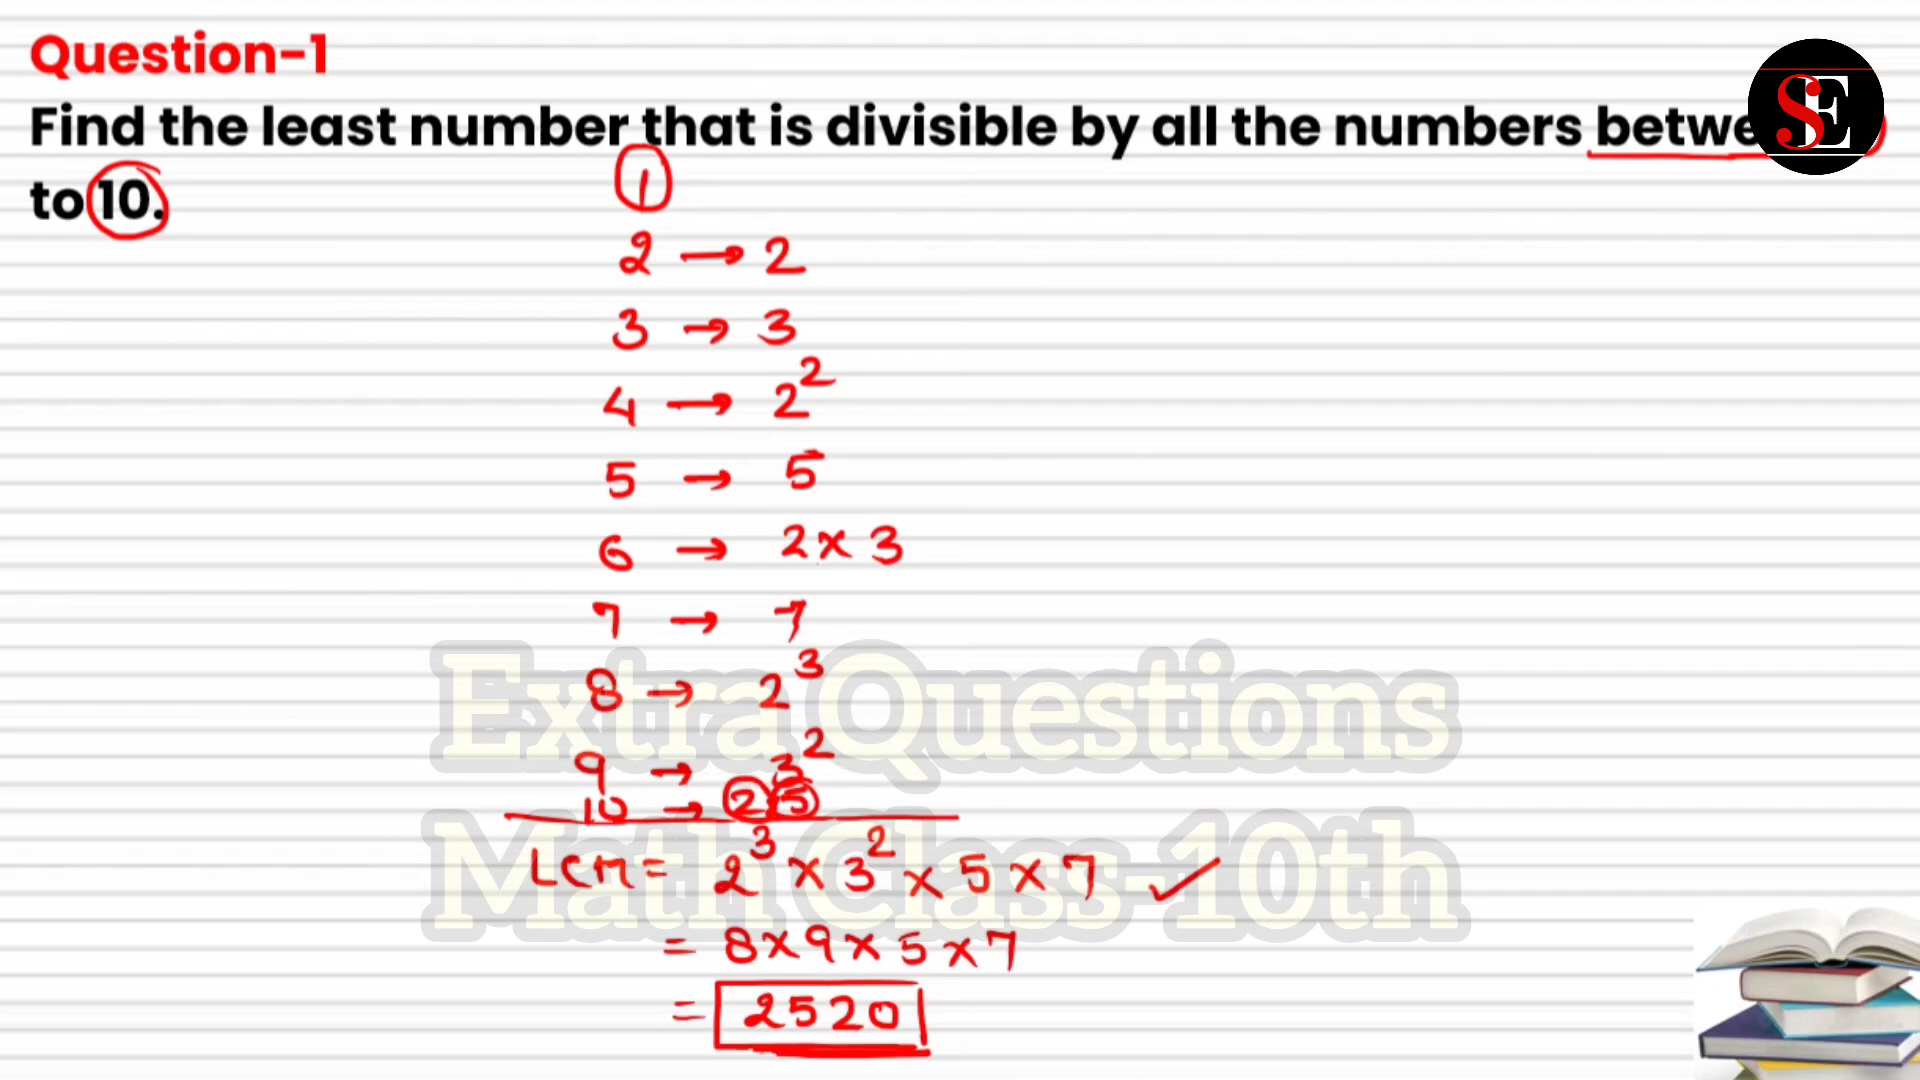 Question-1
SE
Find the least number that is divisible by all the numbers betwe
to 10.
1
2 → 2
3 → 3
4 → 2²
5 → 5
6 → 2 x 3
7 → 7
8 → 2³
9 → 3²
10 → 2 5
LCM = 2³ x 3² x 5 x 7 ✓
= 8 x 9 x 5 x 7
= 2520
Extra Questions
Math Class-10th